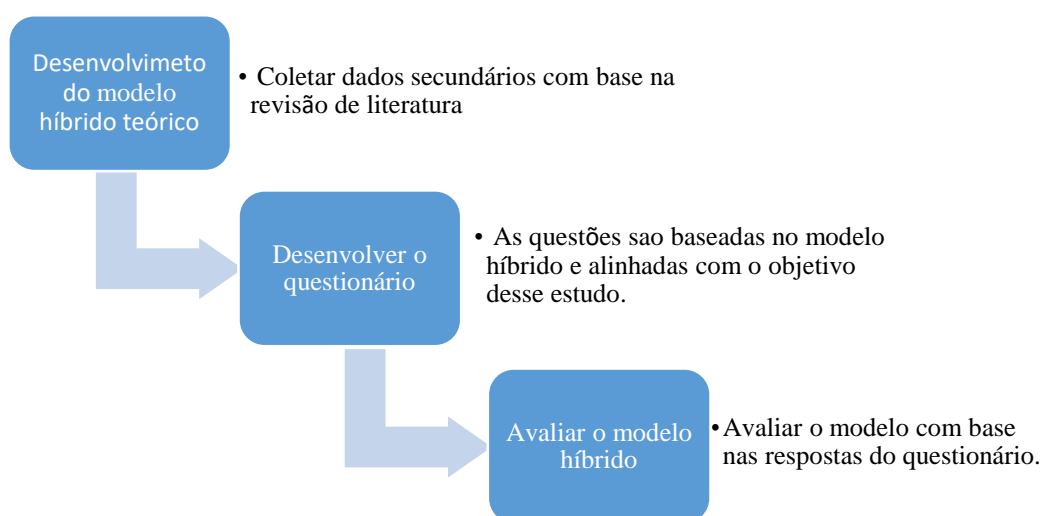 Desenvolvimeto
do modelo
híbrido teórico
• Coletar dados secundários com base na
revisão de literatura
Desenvolver o
questionário
• As questões sao baseadas no modelo
híbrido e alinhadas com o objetivo
desse estudo.
Avaliar o modelo
híbrido
•Avaliar o modelo com base
nas respostas do questionário.